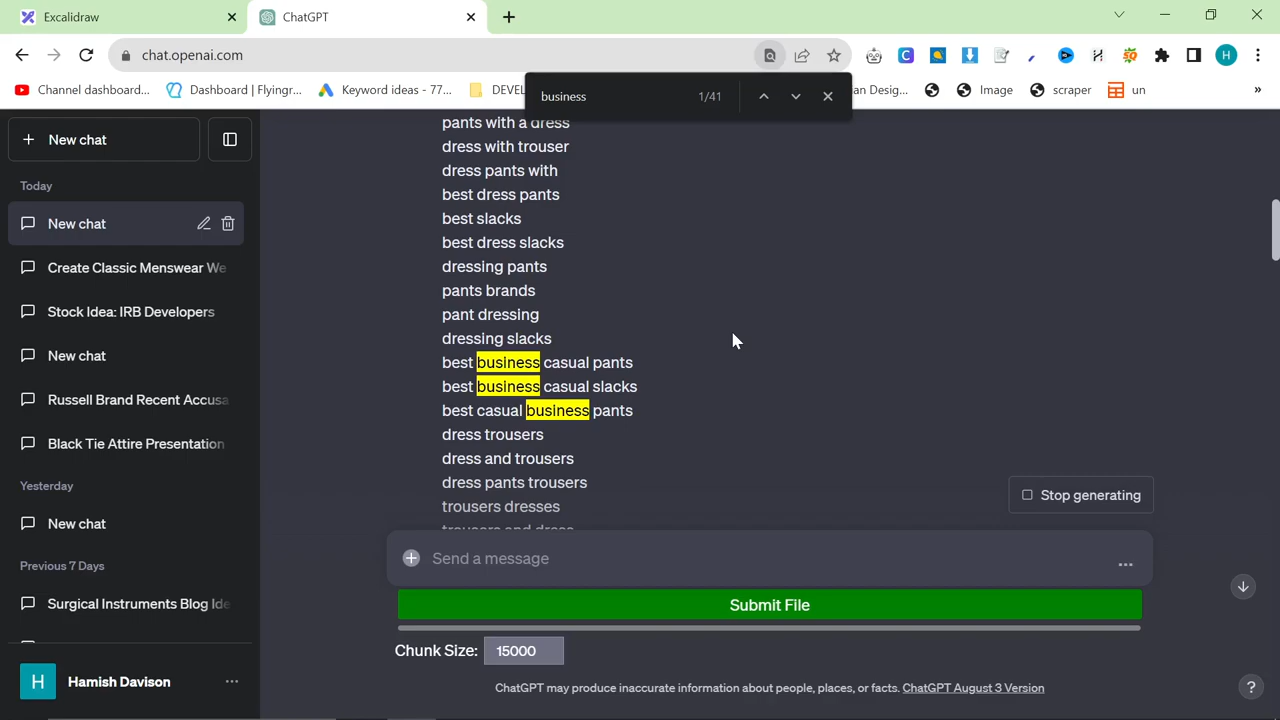 Excalidraw
ChatGPT
chat.openai.com
Channel dashboard...
Dashboard | Flyingr...
Keyword ideas - 77...
DEVEL
an Desig...
Image
scraper
un
»
business
1/41
New chat
Today
New chat
Create Classic Menswear We
Stock Idea: IRB Developers
New chat
Russell Brand Recent Accusa
Black Tie Attire Presentation
Yesterday
New chat
Previous 7 Days
Surgical Instruments Blog Ide
H
Hamish Davison
...
pants with a dress
dress with trouser
dress pants with
best dress pants
best slacks
best dress slacks
dressing pants
pants brands
pant dressing
dressing slacks
best business casual pants
best business casual slacks
best casual business pants
dress trousers
dress and trousers
dress pants trousers
trousers dresses
trousers and dress
Stop generating
Send a message
...
Submit File
Chunk Size: 15000
ChatGPT may produce inaccurate information about people, places, or facts. ChatGPT August 3 Version
?